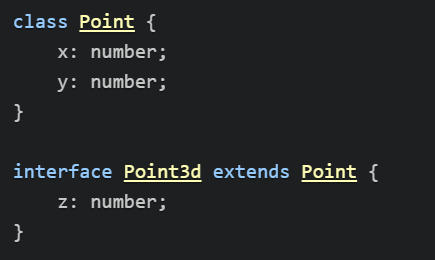 class Point {
    x: number;
    y: number;
}

interface Point3d extends Point {
    z: number;
}